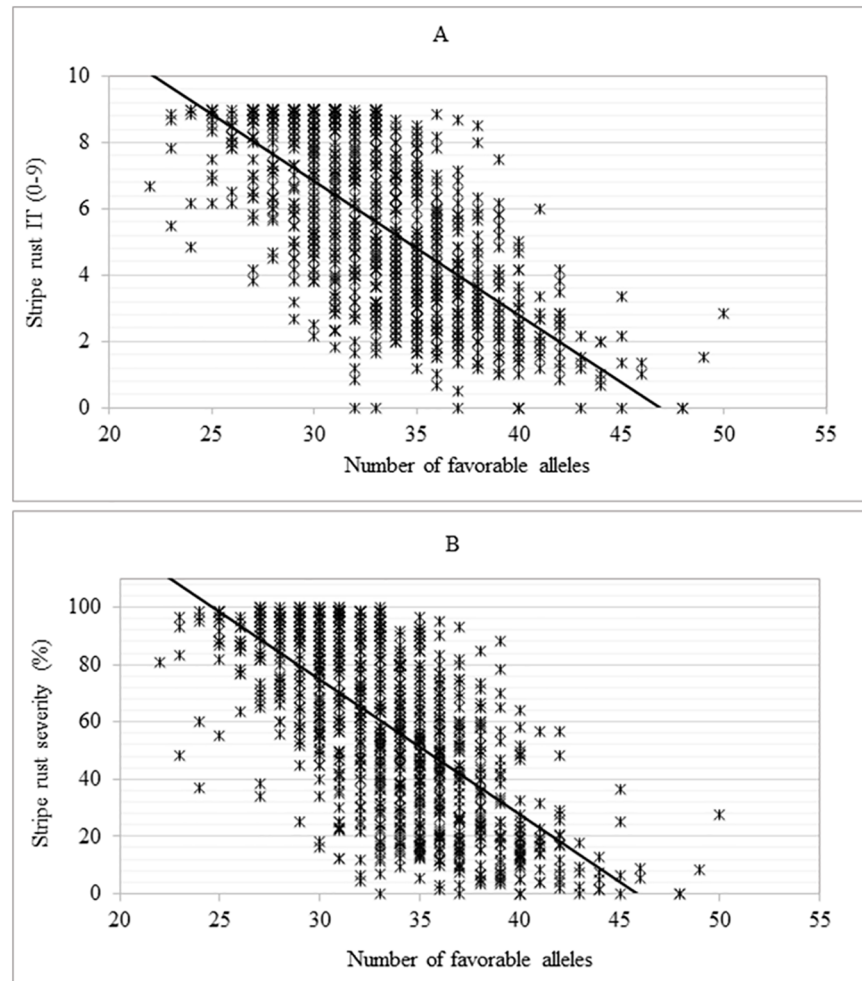 A
10
8
6
4
2
0
Stripe rust IT (0-9)
20 25 30 35 40 45 50 55
Number of favorable alleles
B
100
80
60
40
20
0
Stripe rust severity (%)
20 25 30 35 40 45 50 55
Number of favorable alleles